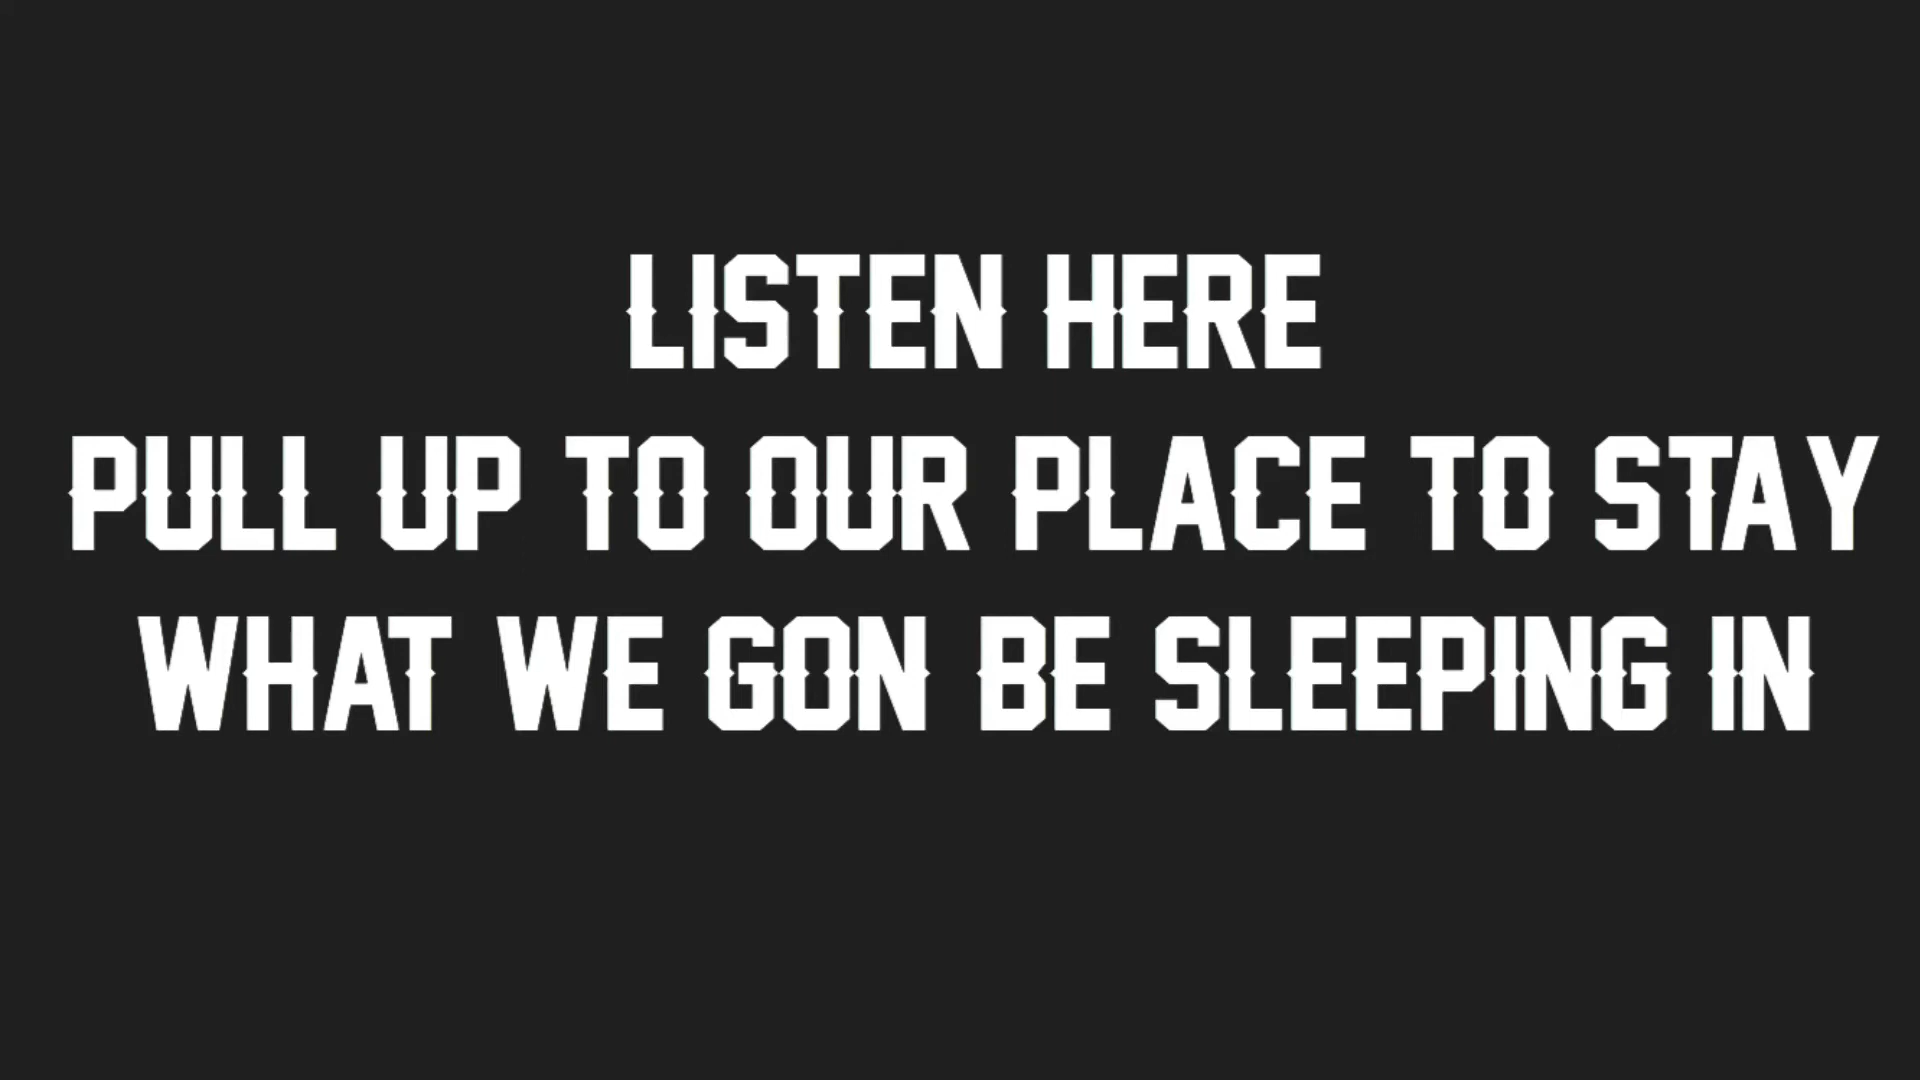 LISTEN HERE
PULL UP TO OUR PLACE TO STAY
WHAT WE GON BE SLEEPING IN